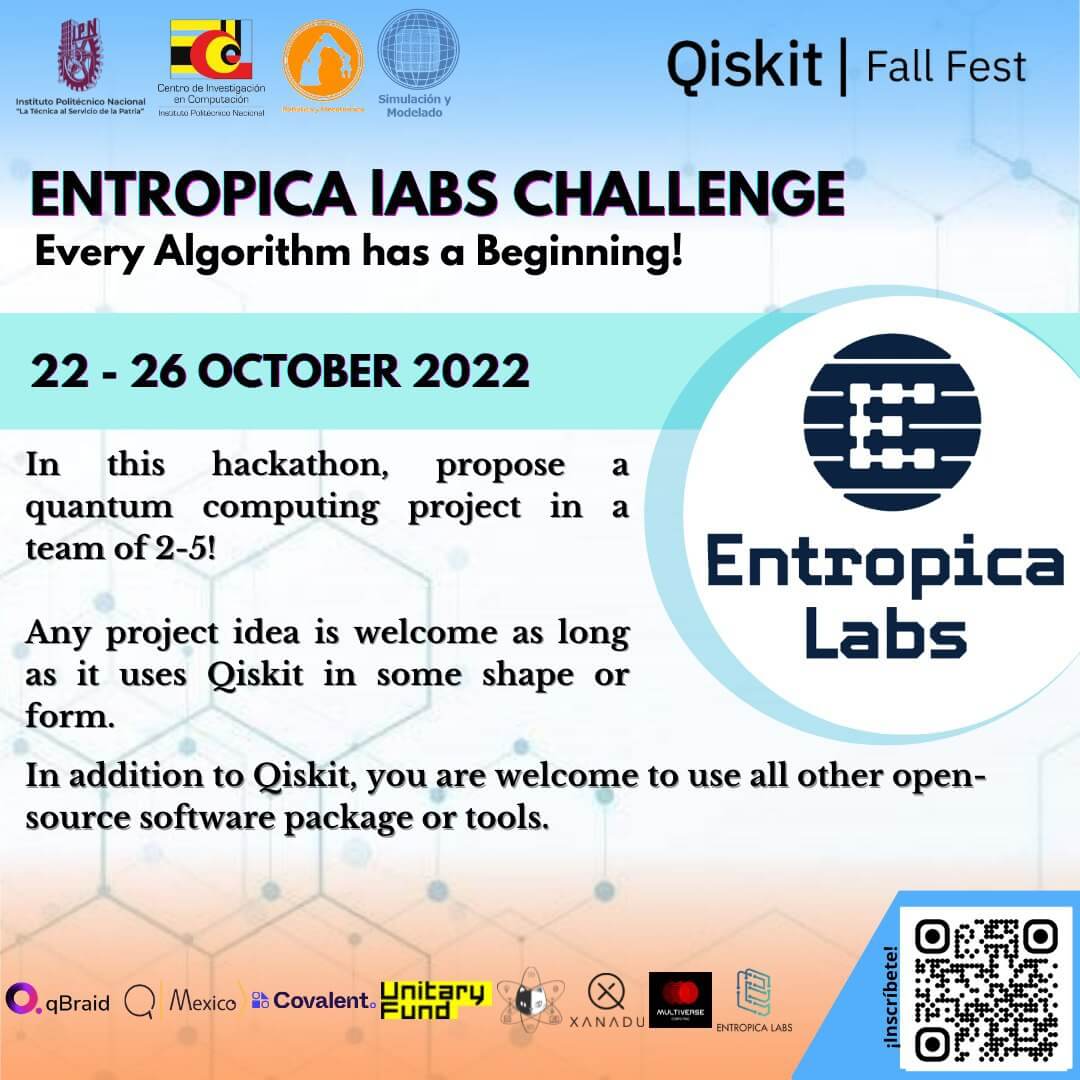 Instituto Politécnico Nacional
"La Técnica al Servicio de la Patria"
Centro de Investigación
en Computación
Instituto Politécnico Nacional
Robótica y Mecatrónica
Simulación y
Modelado
Qiskit | Fall Fest
ENTROPICA lABS CHALLENGE
Every Algorithm has a Beginning!
22 - 26 OCTOBER 2022
In this hackathon, propose a
quantum computing project in a
team of 2-5!
Any project idea is welcome as long
as it uses Qiskit in some shape or
form.
In addition to Qiskit, you are welcome to use all other open-
source software package or tools.
Entropica
Labs
qBraid
Q Mexico
Covalent
Unitary
Fund
XANADU
MULTIVERSE
COMPUTING
ENTROPICA LABS
¡Inscríbete!